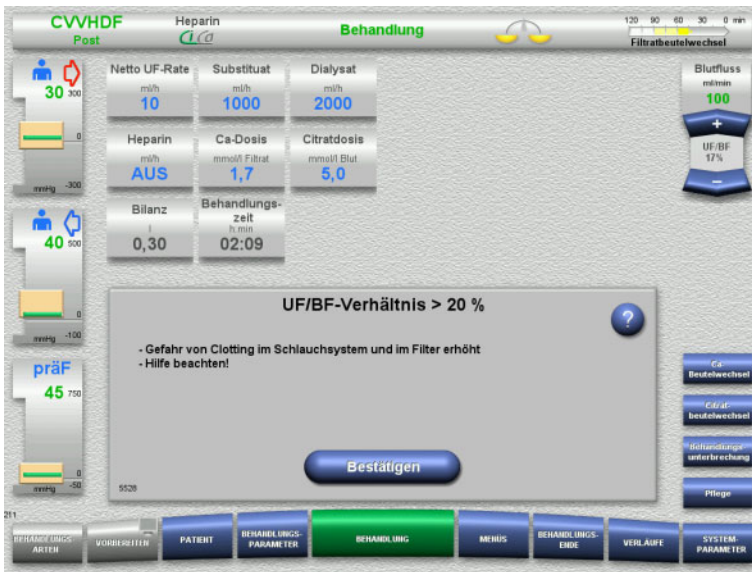 CVVHDF
Post
Heparin
CiCa
Behandlung
120 90 60 30 0 min
Filtratbeutelwechsel
30 300
0
mmHg -300
40 500
0
mmHg -100
präF
45 750
0
mmHg -50
Netto UF-Rate
ml/h
10
Substituat
ml/h
1000
Dialysat
ml/h
2000
Heparin
ml/h
AUS
Ca-Dosis
mmol/l Filtrat
1,7
Citratdosis
mmol/l Blut
5,0
Bilanz
l
0,30
Behandlungs-
zeit
h:min
02:09
Blutfluss
ml/min
100
+
UF/BF
17%
–
UF/BF-Verhältnis > 20 %
?
- Gefahr von Clotting im Schlauchsystem und im Filter erhöht
- Hilfe beachten!
Bestätigen
5528
Ca-
Beutelwechsel
Citrat-
beutelwechsel
Behandlungs-
unterbrechung
Pflege
211
BEHANDLUNGS-
ARTEN
VORBEREITEN
PATIENT
BEHANDLUNGS-
PARAMETER
BEHANDLUNG
MENÜS
BEHANDLUNGS-
ENDE
VERLÄUFE
SYSTEM-
PARAMETER